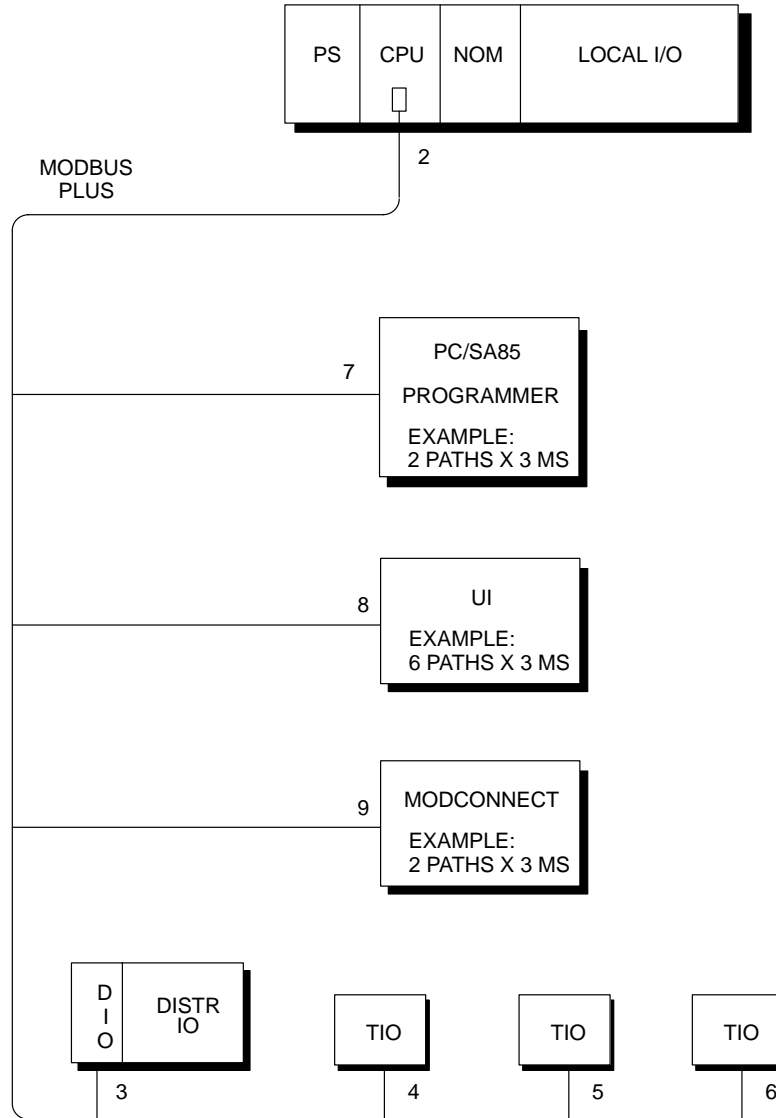 PS CPU NOM LOCAL I/O
2
MODBUS
PLUS
7
PC/SA85
PROGRAMMER
EXAMPLE:
2 PATHS X 3 MS
8
UI
EXAMPLE:
6 PATHS X 3 MS
9
MODCONNECT
EXAMPLE:
2 PATHS X 3 MS
D
I
O
DISTR
IO
TIO
TIO
TIO
3
4
5
6